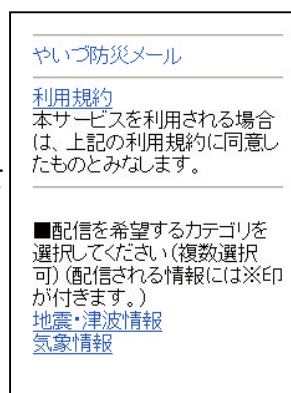 やいづ防災メール
利用規約
本サービスを利用される場合
は、上記の利用規約に同意し
たものとみなします。
■配信を希望するカテゴリを
選択してください(複数選択
可)(配信される情報には※印
が付きます。)
地震・津波情報
気象情報